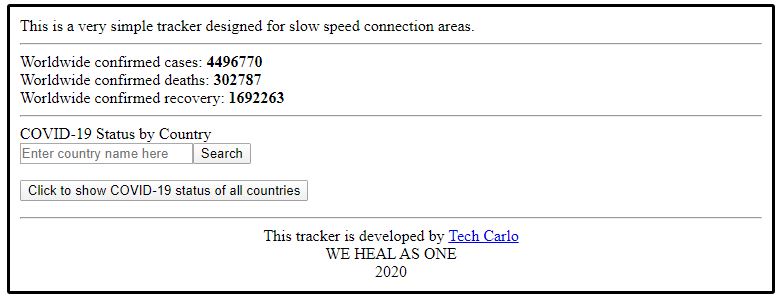 This is a very simple tracker designed for slow speed connection areas.
Worldwide confirmed cases: 4496770
Worldwide confirmed deaths: 302787
Worldwide confirmed recovery: 1692263
COVID-19 Status by Country
Enter country name here Search
Click to show COVID-19 status of all countries
This tracker is developed by Tech Carlo
WE HEAL AS ONE
2020